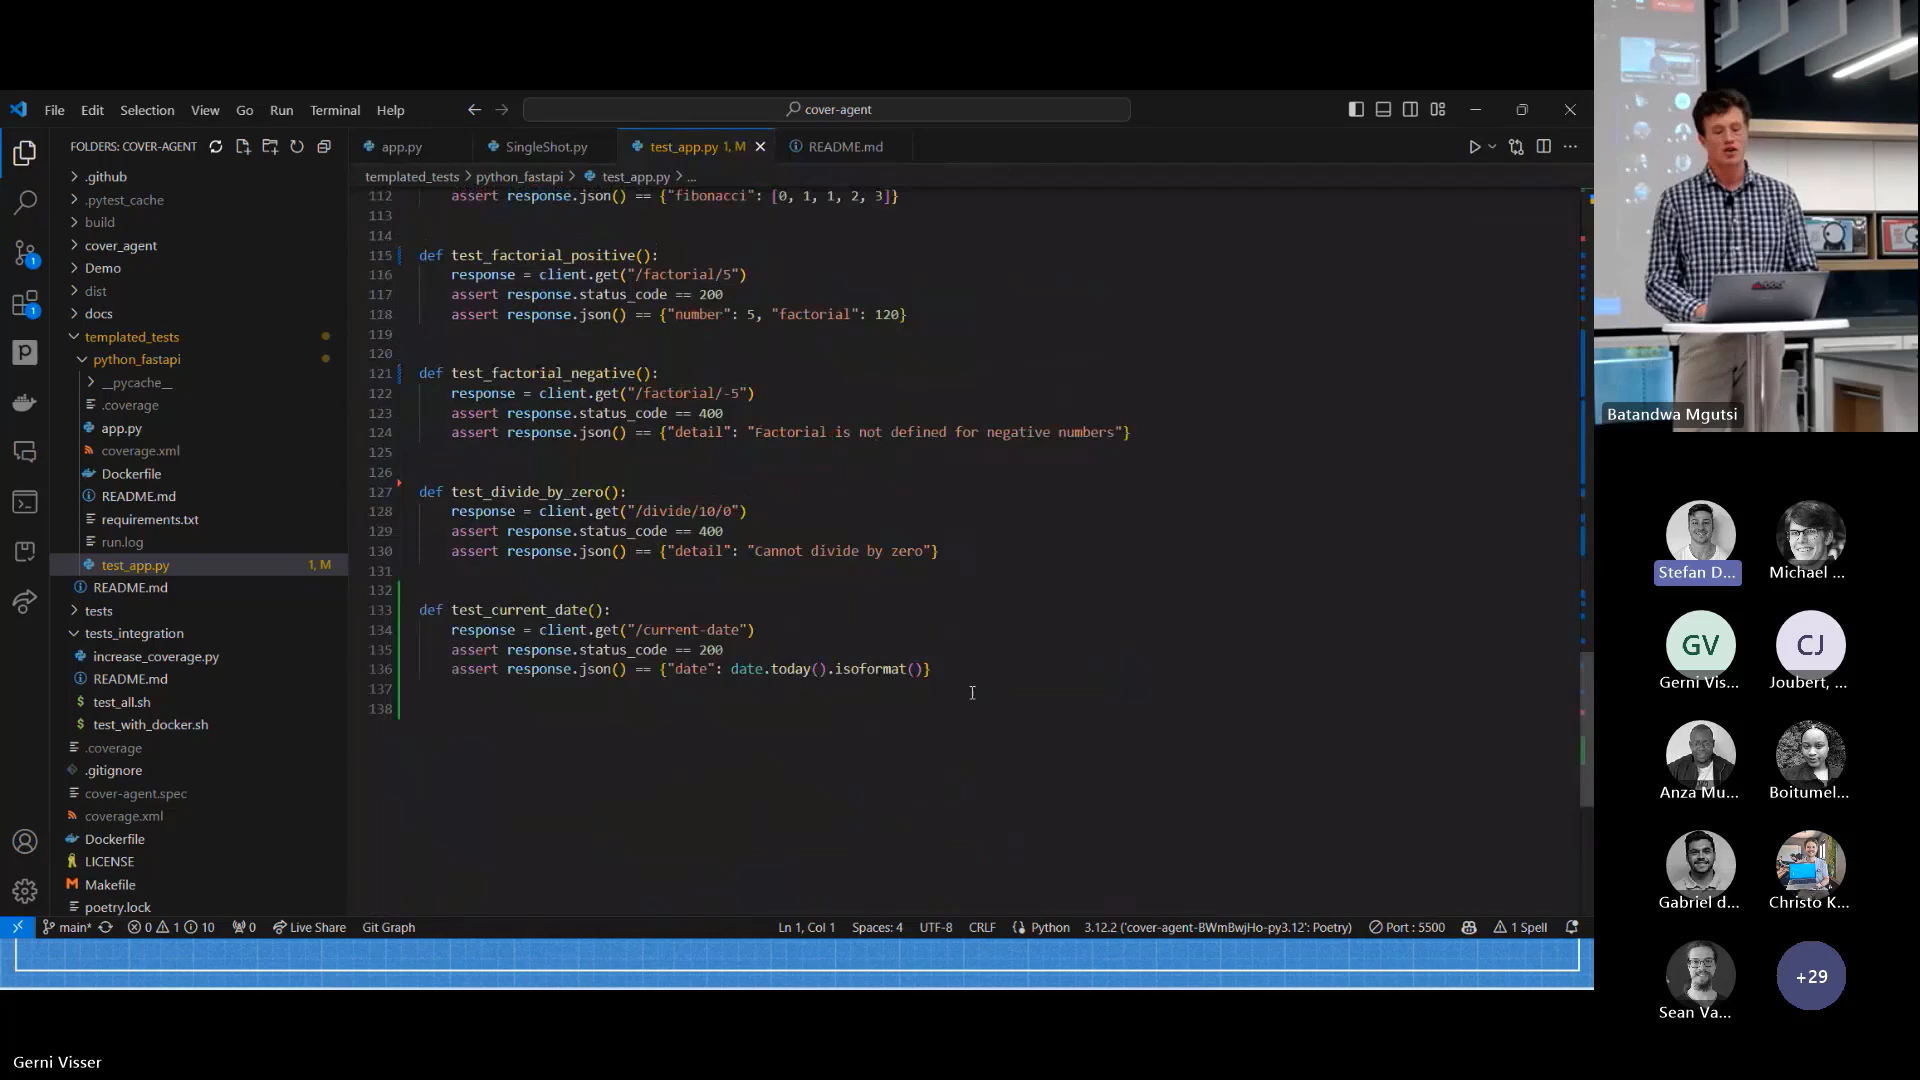 File Edit Selection View Go Run Terminal Help
cover-agent
FOLDERS: COVER-AGENT
app.py
SingleShot.py
test_app.py 1, M
README.md
templated_tests > python_fastapi > test_app.py > ...
.github
.pytest_cache
build
cover_agent
Demo
dist
docs
templated_tests
python_fastapi
__pycache__
.coverage
app.py
coverage.xml
Dockerfile
README.md
requirements.txt
run.log
test_app.py 1, M
README.md
tests
tests_integration
increase_coverage.py
README.md
test_all.sh
test_with_docker.sh
.coverage
.gitignore
cover-agent.spec
coverage.xml
Dockerfile
LICENSE
Makefile
poetry.lock
1
1
112 assert response.json() == {"fibonacci": [0, 1, 1, 2, 3]}
113
114
115 def test_factorial_positive():
116 response = client.get("/factorial/5")
117 assert response.status_code == 200
118 assert response.json() == {"number": 5, "factorial": 120}
119
120
121 def test_factorial_negative():
122 response = client.get("/factorial/-5")
123 assert response.status_code == 400
124 assert response.json() == {"detail": "Factorial is not defined for negative numbers"}
125
126
127 def test_divide_by_zero():
128 response = client.get("/divide/10/0")
129 assert response.status_code == 400
130 assert response.json() == {"detail": "Cannot divide by zero"}
131
132
133 def test_current_date():
134 response = client.get("/current-date")
135 assert response.status_code == 200
136 assert response.json() == {"date": date.today().isoformat()}
137
138
main* 0 1 10 0 Live Share Git Graph
Ln 1, Col 1 Spaces: 4 UTF-8 CRLF Python 3.12.2 ('cover-agent-BWmBwjHo-py3.12': Poetry) Port : 5500 1 Spell
Batandwa Mgutsi
Stefan D...
Michael ...
GV
Gerni Vis...
CJ
Joubert, ...
Anza Mu...
Boitumel...
Gabriel d...
Christo K...
Sean Va...
+29
Gerni Visser